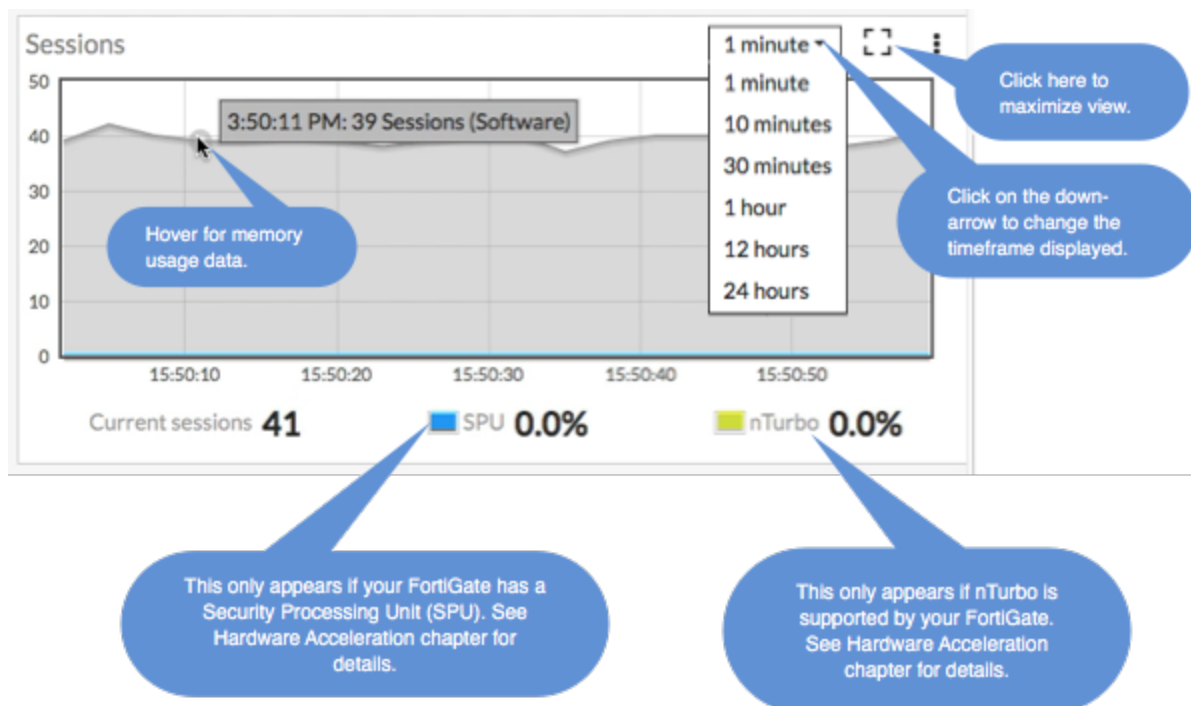 Sessions
1 minute
1 minute
10 minutes
30 minutes
1 hour
12 hours
24 hours
Click here to
maximize view.
Click on the down-
arrow to change the
timeframe displayed.
50
40
30
20
10
0
3:50:11 PM: 39 Sessions (Software)
Hover for memory
usage data.
15:50:10
15:50:20
15:50:30
15:50:40
15:50:50
Current sessions 41
SPU 0.0%
nTurbo 0.0%
This only appears if your FortiGate has a
Security Processing Unit (SPU). See
Hardware Acceleration chapter for
details.
This only appears if nTurbo is
supported by your FortiGate.
See Hardware Acceleration
chapter for details.